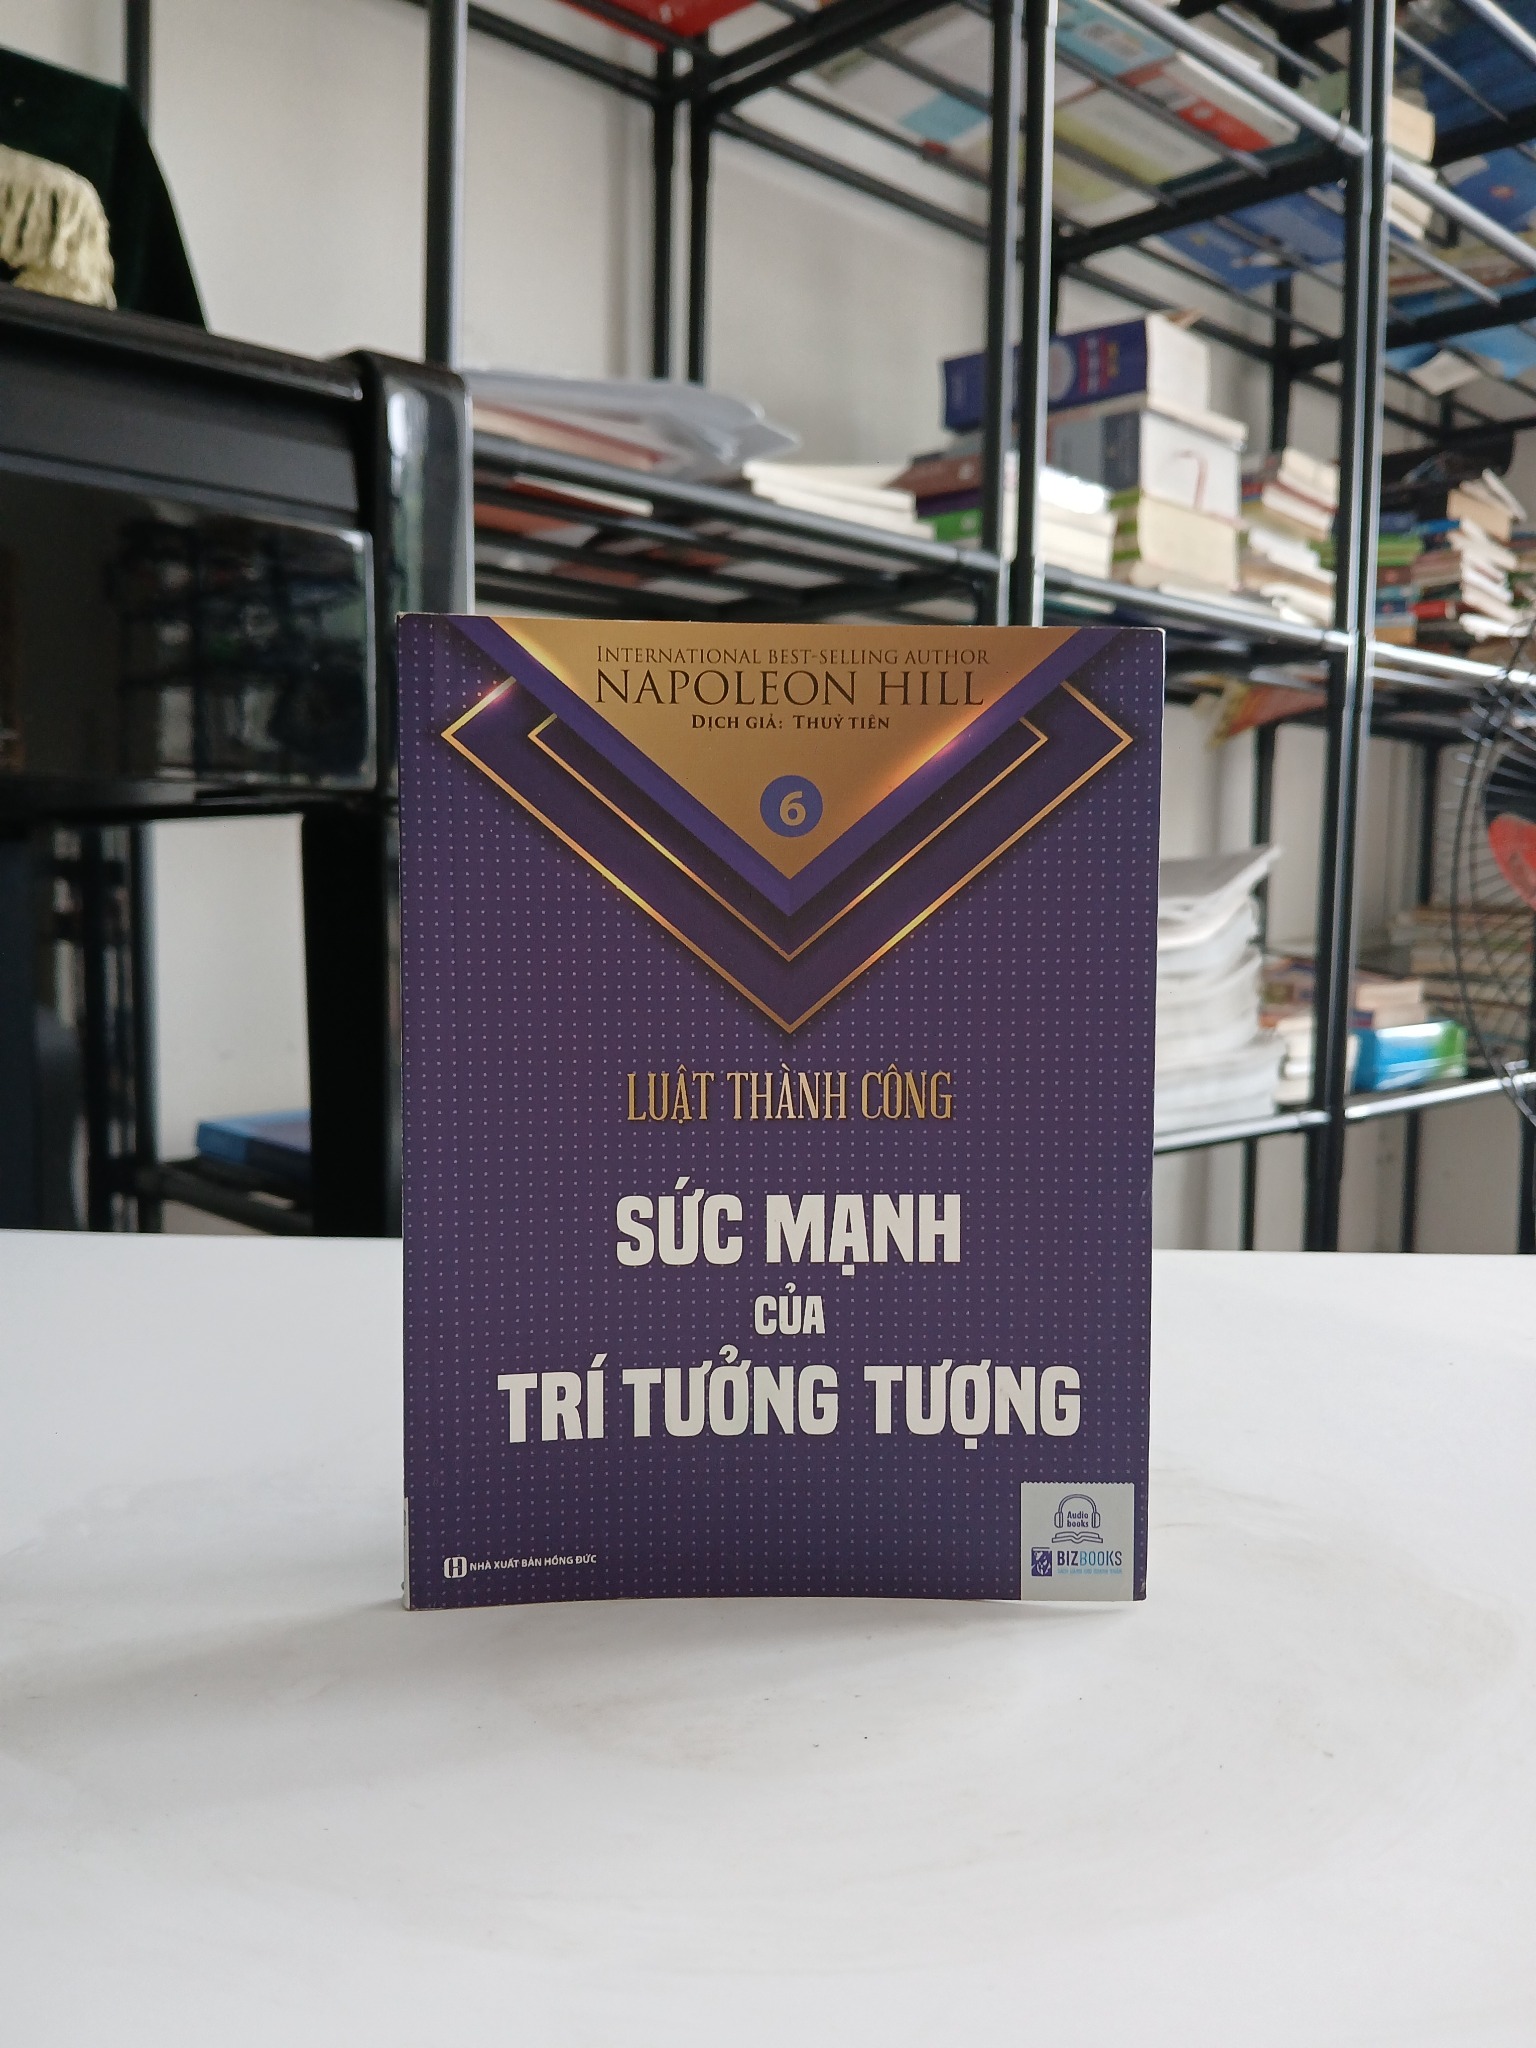 INTERNATIONAL BEST-SELLING AUTHOR
NAPOLEON HILL
DỊCH GIẢ: THUỶ TIÊN
6
LUẬT THÀNH CÔNG
SỨC MẠNH
CỦA
TRÍ TƯỞNG TƯỢNG
NHÀ XUẤT BẢN HỒNG ĐỨC
Audio
books
BIZBOOKS